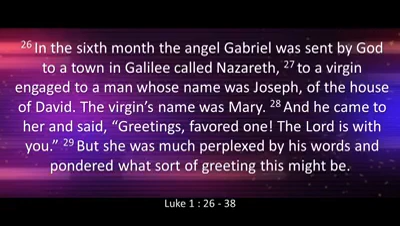 26 In the sixth month the angel Gabriel was sent by God
to a town in Galilee called Nazareth, 27 to a virgin
engaged to a man whose name was Joseph, of the house
of David. The virgin’s name was Mary. 28 And he came to
her and said, “Greetings, favored one! The Lord is with
you.” 29 But she was much perplexed by his words and
pondered what sort of greeting this might be.
Luke 1 : 26 - 38